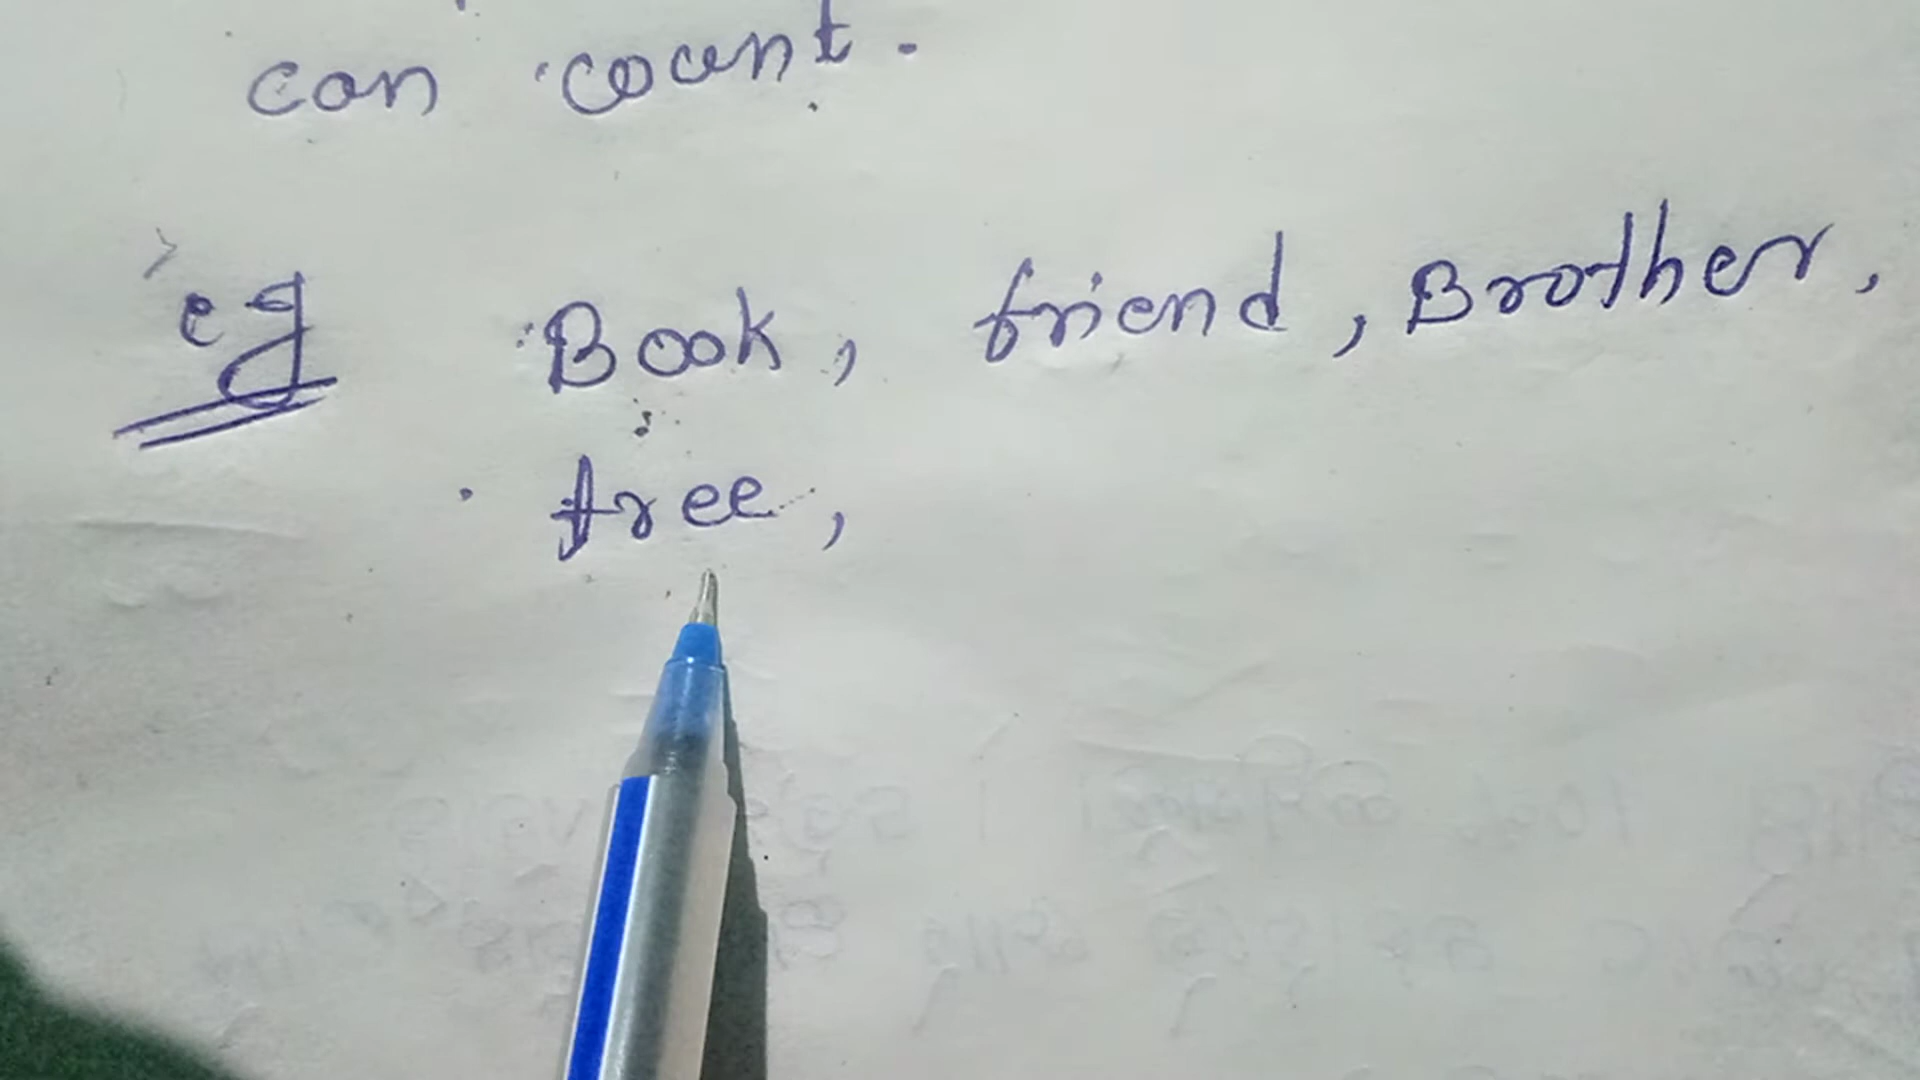 can count.
eg Book, friend, Brother,
tree,